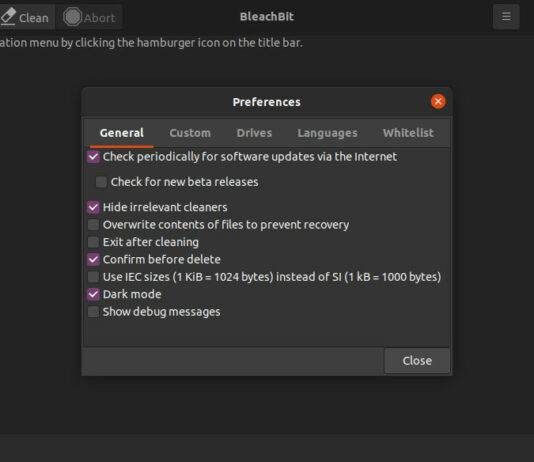 Clean
Abort
BleachBit
ation menu by clicking the hamburger icon on the title bar.
Preferences
General
Custom
Drives
Languages
Whitelist
Check periodically for software updates via the Internet
Check for new beta releases
Hide irrelevant cleaners
Overwrite contents of files to prevent recovery
Exit after cleaning
Confirm before delete
Use IEC sizes (1 KiB = 1024 bytes) instead of SI (1 kB = 1000 bytes)
Dark mode
Show debug messages
Close